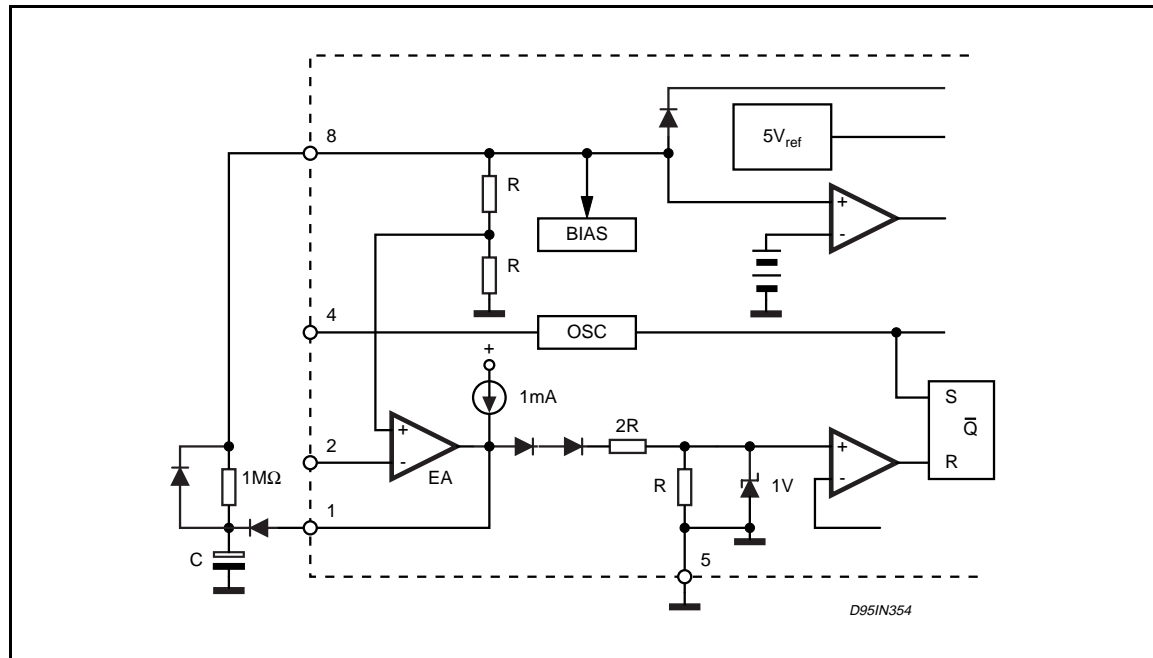 8
5Vref
R
+
-
BIAS
R
4
OSC
+
1mA
S
Q̅
2R
+
2
-
EA
+
-
R
1MΩ
R
1V
1
C
5
D95IN354